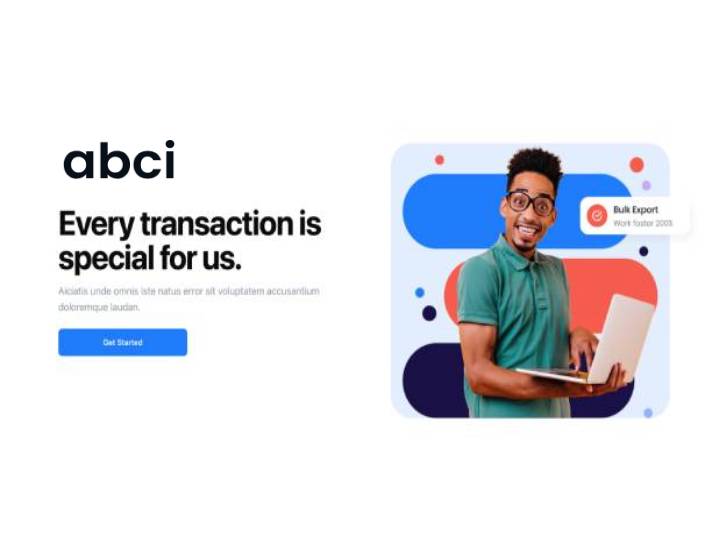 abci
Every transaction is
special for us.
Aiciatis unde omnis iste natus error sit voluptatem accusantium
doloremque laudan.
Get Started
Bulk Export
Work faster